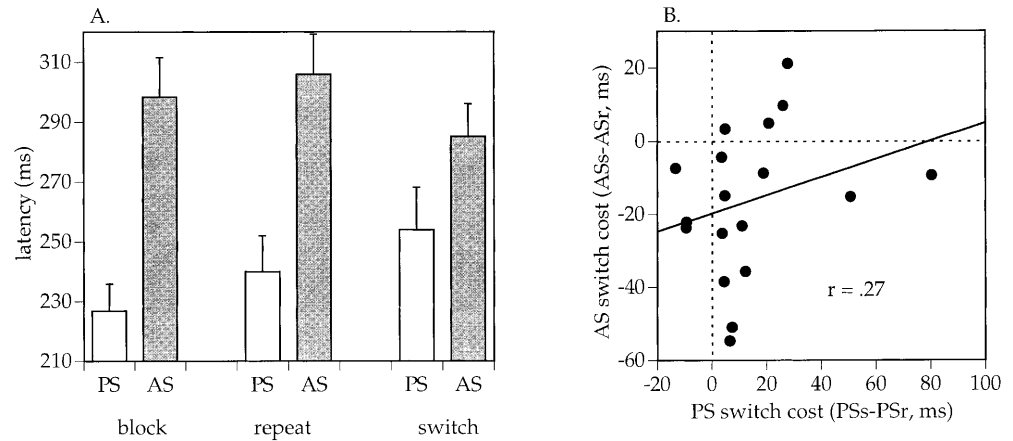 A.
310
290
270
250
230
210
latency (ms)
PS AS PS AS PS AS
block repeat switch
B.
20
0
-20
-40
-60
AS switch cost (ASs-ASr, ms)
r = .27
-20 0 20 40 60 80 100
PS switch cost (PSs-PSr, ms)